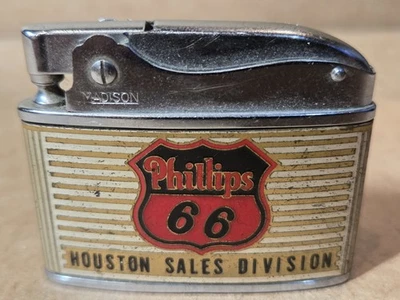 MADISON
Phillips
66
HOUSTON SALES DIVISION